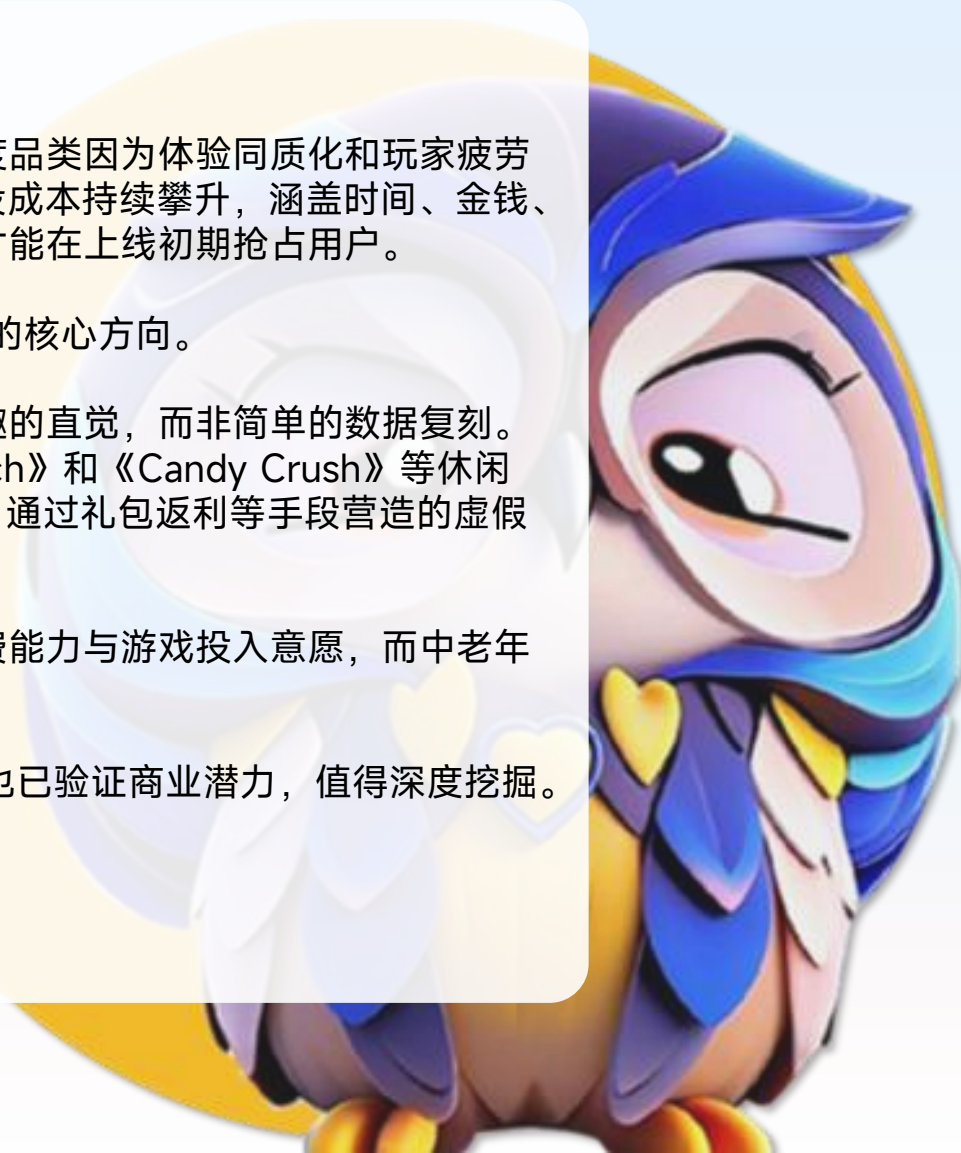 度品类因为体验同质化和玩家疲劳
成本持续攀升，涵盖时间、金钱、
能在上线初期抢占用户。
的核心方向。
的直觉，而非简单的数据复刻。
ch》和《Candy Crush》等休闲
通过礼包返利等手段营造的虚假
能力与游戏投入意愿，而中老年
也已验证商业潜力，值得深度挖掘。